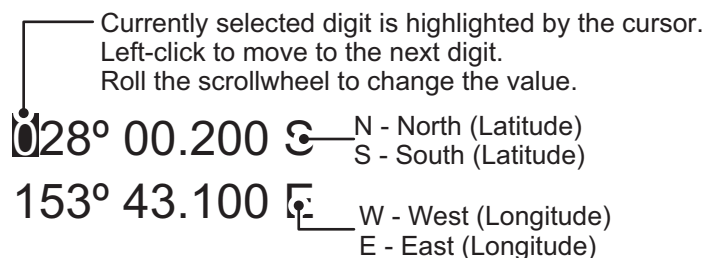 Currently selected digit is highlighted by the cursor.
Left-click to move to the next digit.
Roll the scrollwheel to change the value.
028º 00.200 S
N - North (Latitude)
S - South (Latitude)
153º 43.100 E
W - West (Longitude)
E - East (Longitude)